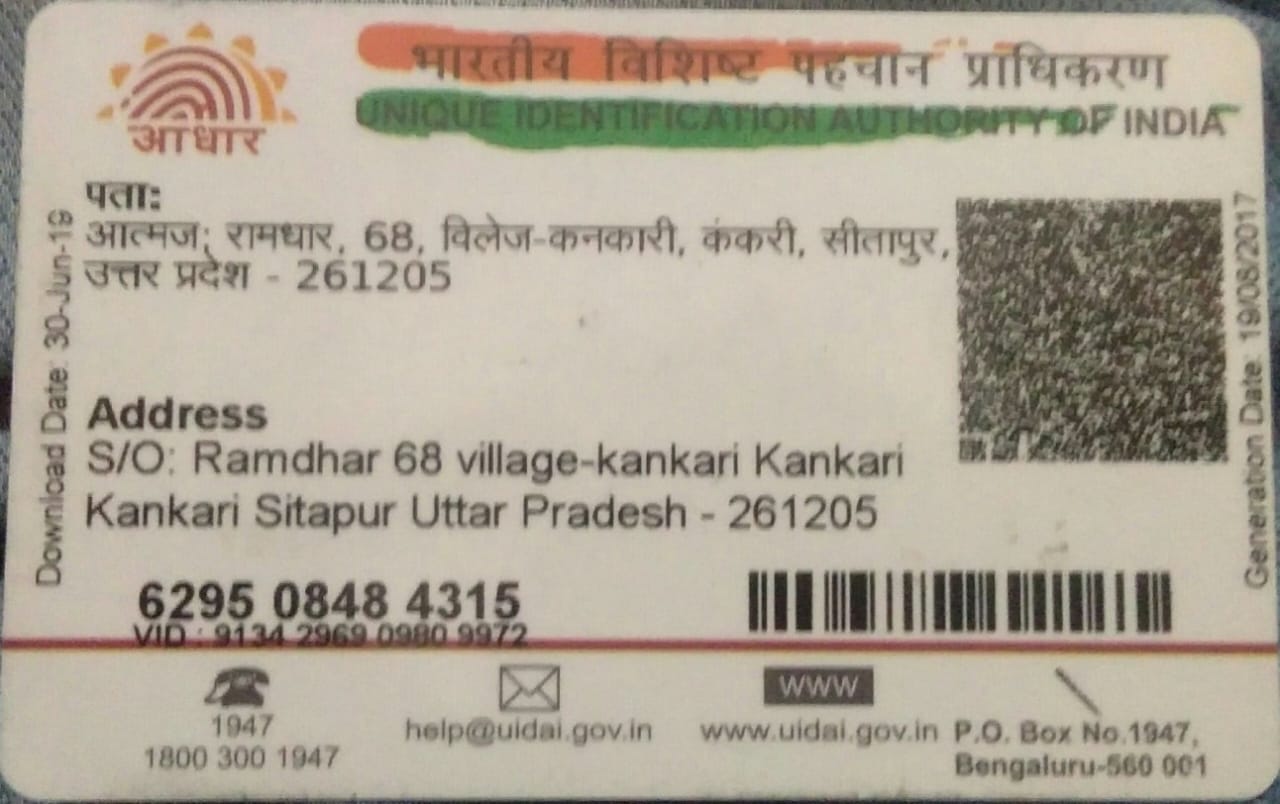 भारतीय विशिष्ट पहचान प्राधिकरण
UNIQUE IDENTIFICATION AUTHORITY OF INDIA
आधार
पता:
आत्मज: रामधार, 68, विलेज-कनकारी, कंकरी, सीतापुर,
उत्तर प्रदेश - 261205
Download Date: 30-Jun-19
Generation Date: 19/08/2017
Address
S/O: Ramdhar 68 village-kankari Kankari
Kankari Sitapur Uttar Pradesh - 261205
6295 0848 4315
VID : 9134 2969 0980 9972
1947
1800 300 1947
help@uidai.gov.in
www
www.uidai.gov.in
P.O. Box No.1947,
Bengaluru-560 001